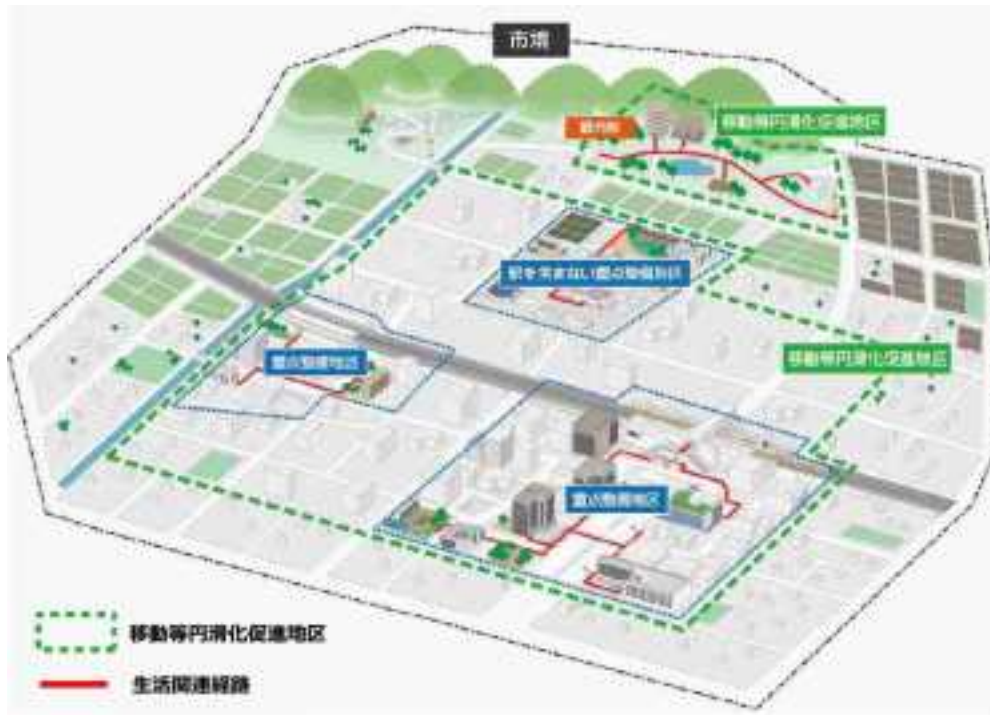 市境
観光地
移動等円滑化促進地区
駅を含まない重点整備地区
重点整備地区
移動等円滑化促進地区
重点整備地区
移動等円滑化促進地区
生活関連経路